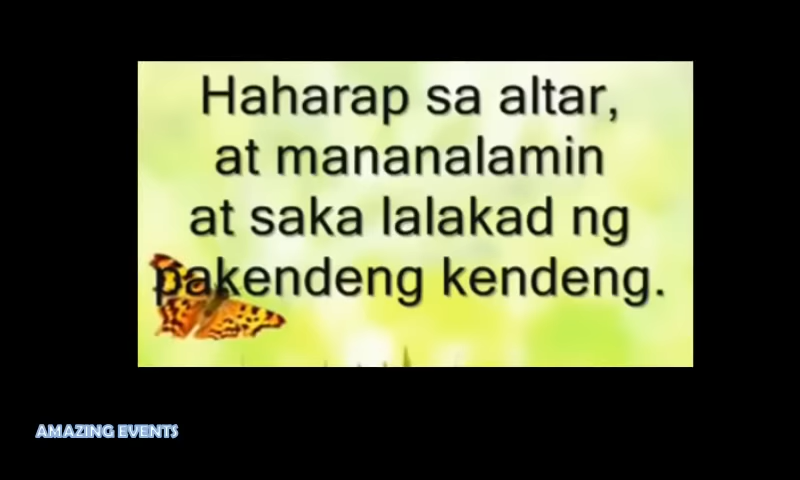 Haharap sa altar,
at mananalamin
at saka lalakad ng
pakendeng kendeng.
AMAZING EVENTS